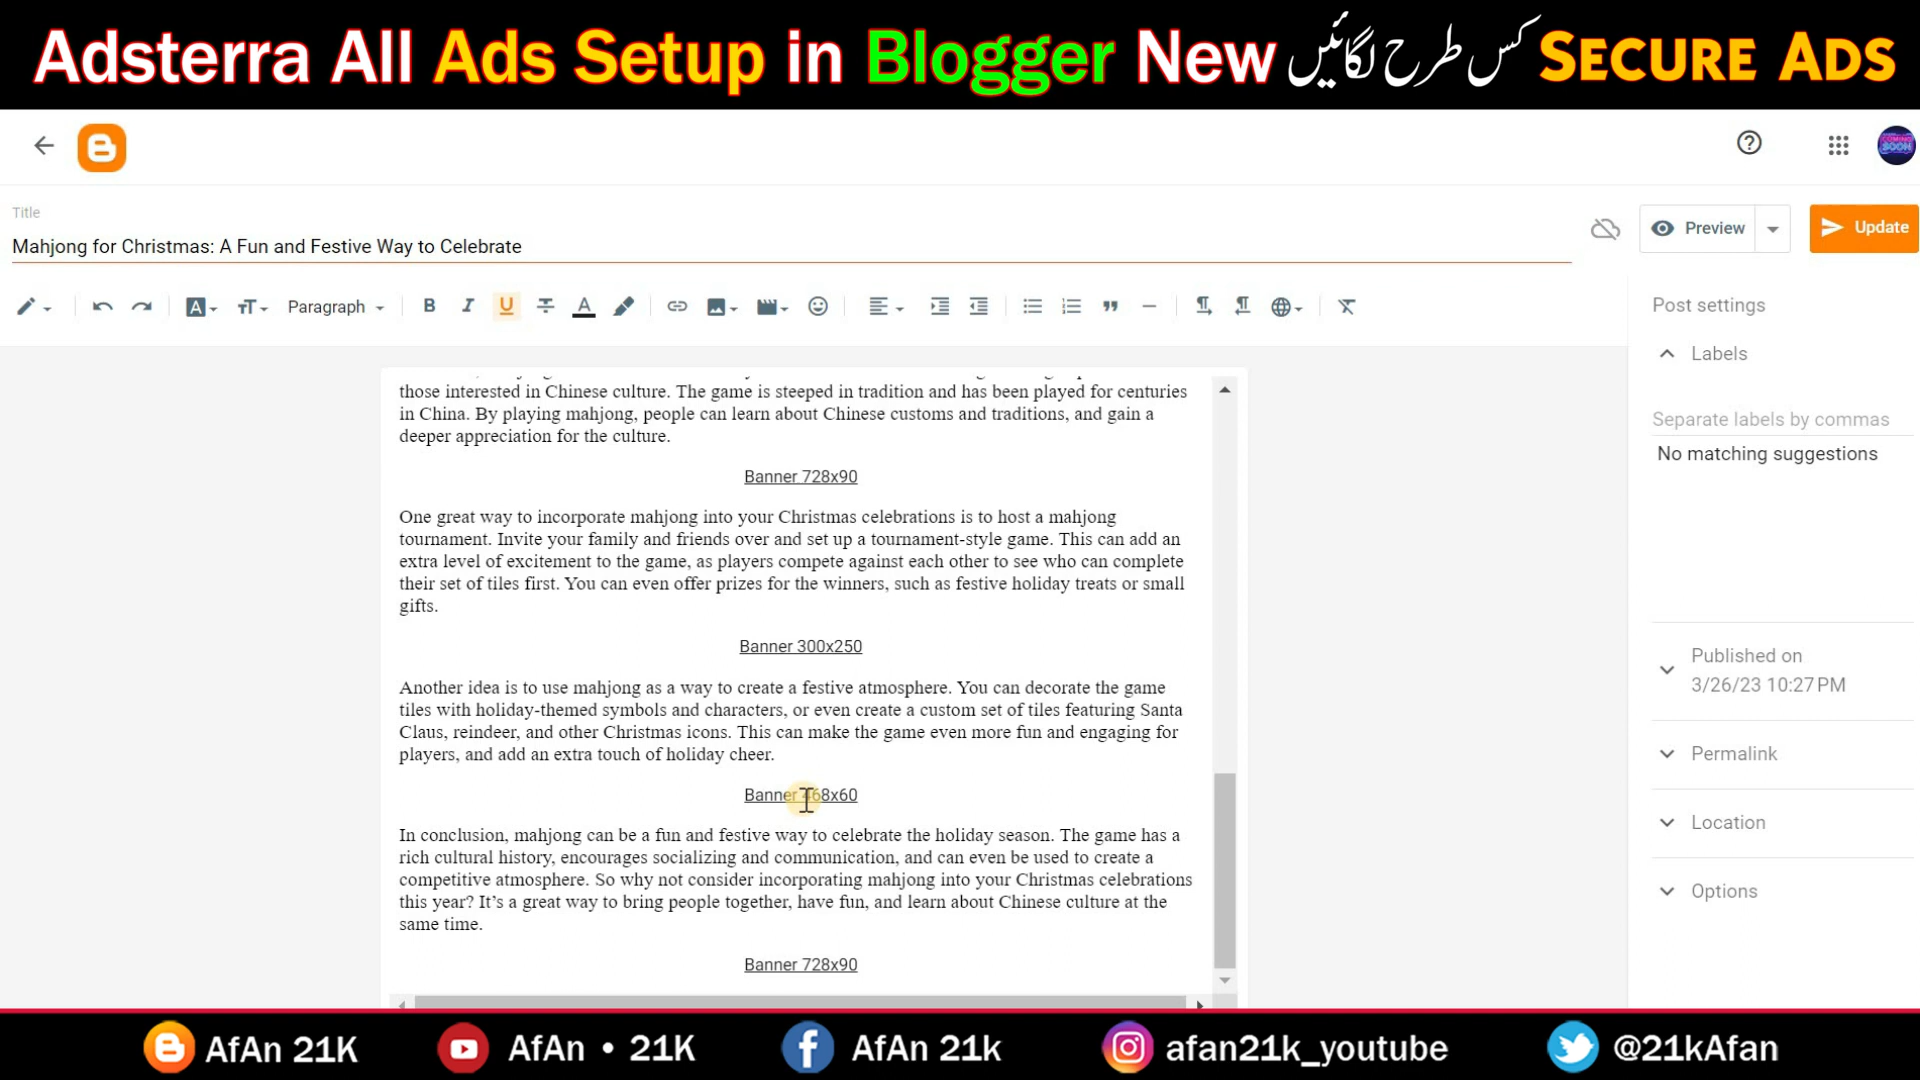 Adsterra All Ads Setup in Blogger New کس طرح لگائیں SECURE ADS
COMING SOON
Title
Mahjong for Christmas: A Fun and Festive Way to Celebrate
Preview
Update
Paragraph
Post settings
Labels
Separate labels by commas
No matching suggestions
Published on
3/26/23 10:27 PM
Permalink
Location
Options
those interested in Chinese culture. The game is steeped in tradition and has been played for centuries
in China. By playing mahjong, people can learn about Chinese customs and traditions, and gain a
deeper appreciation for the culture.
Banner 728x90
One great way to incorporate mahjong into your Christmas celebrations is to host a mahjong
tournament. Invite your family and friends over and set up a tournament-style game. This can add an
extra level of excitement to the game, as players compete against each other to see who can complete
their set of tiles first. You can even offer prizes for the winners, such as festive holiday treats or small
gifts.
Banner 300x250
Another idea is to use mahjong as a way to create a festive atmosphere. You can decorate the game
tiles with holiday-themed symbols and characters, or even create a custom set of tiles featuring Santa
Claus, reindeer, and other Christmas icons. This can make the game even more fun and engaging for
players, and add an extra touch of holiday cheer.
Banner 468x60
In conclusion, mahjong can be a fun and festive way to celebrate the holiday season. The game has a
rich cultural history, encourages socializing and communication, and can even be used to create a
competitive atmosphere. So why not consider incorporating mahjong into your Christmas celebrations
this year? It’s a great way to bring people together, have fun, and learn about Chinese culture at the
same time.
Banner 728x90
AfAn 21K
AfAn • 21K
AfAn 21k
afan21k_youtube
@21kAfan